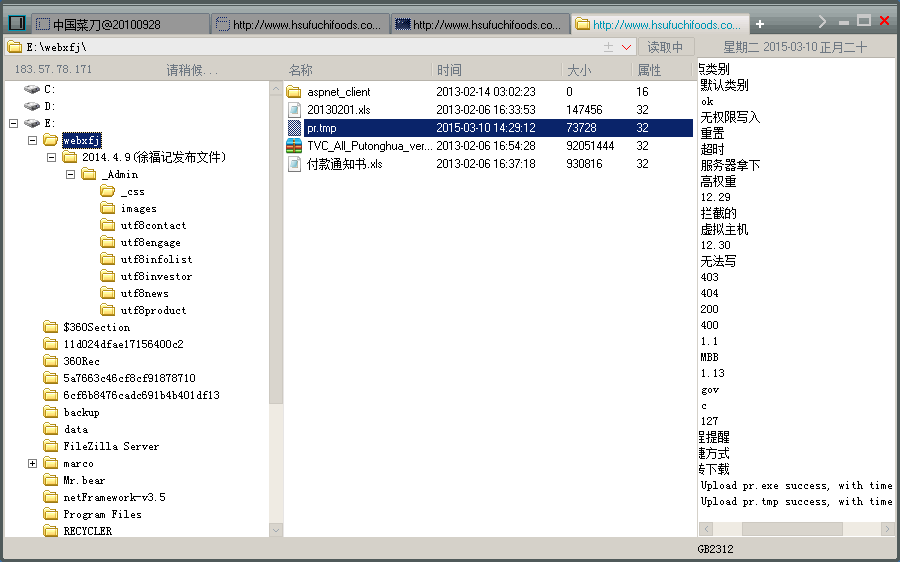 中国菜刀@20100928
http://www.hsufuchifoods.co...
http://www.hsufuchifoods.co...
http://www.hsufuchifoods.co...
E:\webxfj\
读取中
星期二 2015-03-10 正月二十
183.57.78.171
请稍候...
C:
D:
E:
webxfj
2014.4.9(徐福记发布文件)
_Admin
_css
images
utf8contact
utf8engage
utf8infolist
utf8investor
utf8news
utf8product
$360Section
11d024dfae17156400c2
360Rec
5a7663c46cf8cf91878710
6cf6b8476cadc691b4b401df13
backup
data
FileZilla Server
marco
Mr.bear
netFramework-v3.5
Program Files
RECYCLER
名称 时间 大小 属性
aspnet_client 2013-02-14 03:02:23 0 16
20130201.xls 2013-02-06 16:33:53 147456 32
pr.tmp 2015-03-10 14:29:12 73728 32
TVC_All_Putonghua_ver... 2013-02-06 16:54:28 92051444 32
付款通知书.xls 2013-02-06 16:37:18 930816 32
类别
默认类别
ok
无权限写入
重置
超时
服务器拿下
高权重
12.29
拦截的
虚拟主机
12.30
无法写
403
404
200
400
1.1
MBB
1.13
gov
c
127
程提醒
捷方式
下载
Upload pr.exe success, with time
Upload pr.tmp success, with time
GB2312